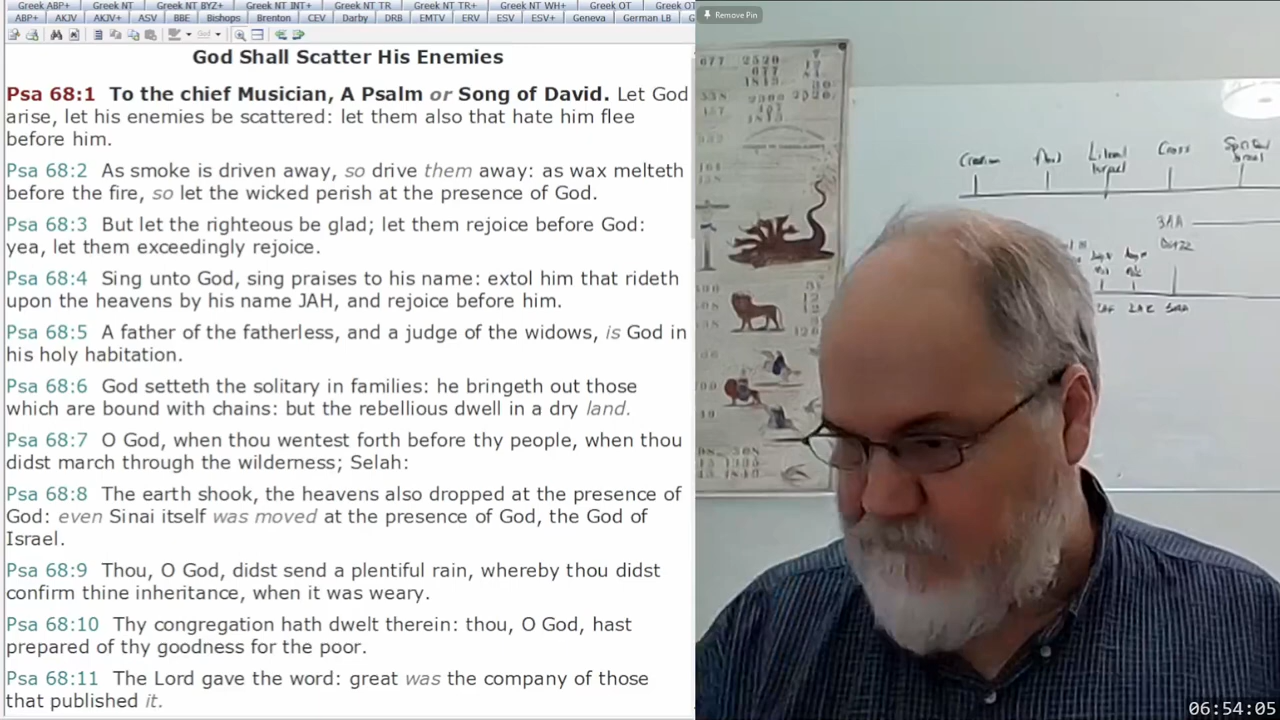 Greek ABP+ Greek NT Greek NT BYZ+ Greek NT INT+ Greek NT TR Greek NT TR+ Greek NT WH+ Greek OT Greek OT
ABP+ AKJV AKJV+ ASV BBE Bishops Brenton CEV Darby DRB EMTV ERV ESV ESV+ Geneva German LB
God Shall Scatter His Enemies
Psa 68:1 To the chief Musician, A Psalm or Song of David. Let God
arise, let his enemies be scattered: let them also that hate him flee
before him.
Psa 68:2 As smoke is driven away, so drive them away: as wax melteth
before the fire, so let the wicked perish at the presence of God.
Psa 68:3 But let the righteous be glad; let them rejoice before God:
yea, let them exceedingly rejoice.
Psa 68:4 Sing unto God, sing praises to his name: extol him that rideth
upon the heavens by his name JAH, and rejoice before him.
Psa 68:5 A father of the fatherless, and a judge of the widows, is God in
his holy habitation.
Psa 68:6 God setteth the solitary in families: he bringeth out those
which are bound with chains: but the rebellious dwell in a dry land.
Psa 68:7 O God, when thou wentest forth before thy people, when thou
didst march through the wilderness; Selah:
Psa 68:8 The earth shook, the heavens also dropped at the presence of
God: even Sinai itself was moved at the presence of God, the God of
Israel.
Psa 68:9 Thou, O God, didst send a plentiful rain, whereby thou didst
confirm thine inheritance, when it was weary.
Psa 68:10 Thy congregation hath dwelt therein: thou, O God, hast
prepared of thy goodness for the poor.
Psa 68:11 The Lord gave the word: great was the company of those
that published it.
Remove Pin
677 2520
677
1843
Literal Cross
Israel Israel
06:54:05